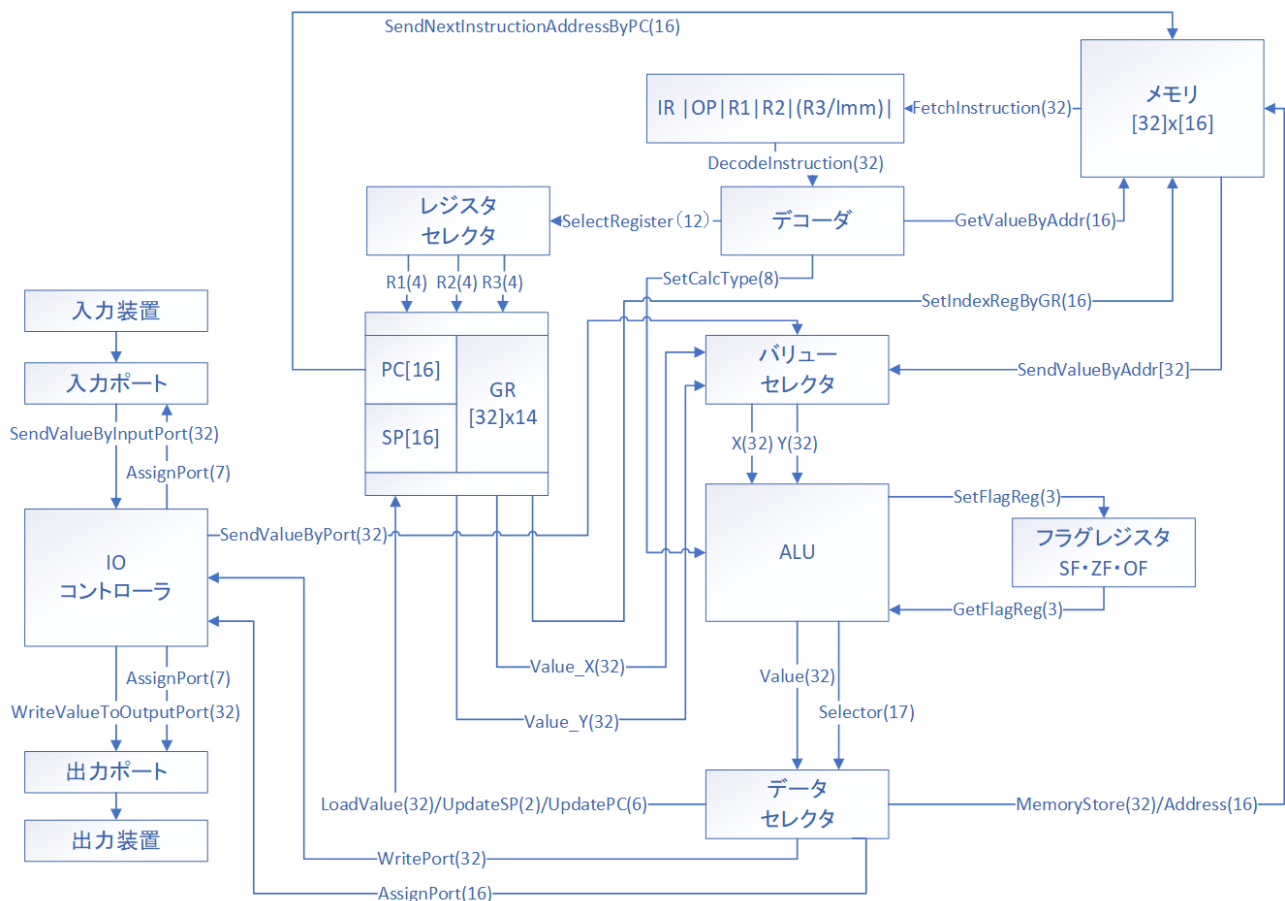 SendNextInstructionAddressByPC(16)
メモリ
[32]x[16]
IR |OP|R1|R2|(R3/Imm)|
FetchInstruction(32)
DecodeInstruction(32)
レジスタ
セレクタ
SelectRegister(12)
デコーダ
GetValueByAddr(16)
R1(4)
R2(4)
R3(4)
SetCalcType(8)
SetIndexRegByGR(16)
入力装置
入力ポート
PC[16]
SP[16]
GR
[32]x14
バリュー
セレクタ
SendValueByAddr[32]
SendValueByInputPort(32)
AssignPort(7)
X(32)
Y(32)
SendValueByPort(32)
IO
コントローラ
ALU
SetFlagReg(3)
フラグレジスタ
SF・ZF・OF
GetFlagReg(3)
AssignPort(7)
WriteValueToOutputPort(32)
Value_X(32)
Value_Y(32)
Value(32)
Selector(17)
出力ポート
出力装置
LoadValue(32)/UpdateSP(2)/UpdatePC(6)
データ
セレクタ
MemoryStore(32)/Address(16)
WritePort(32)
AssignPort(16)